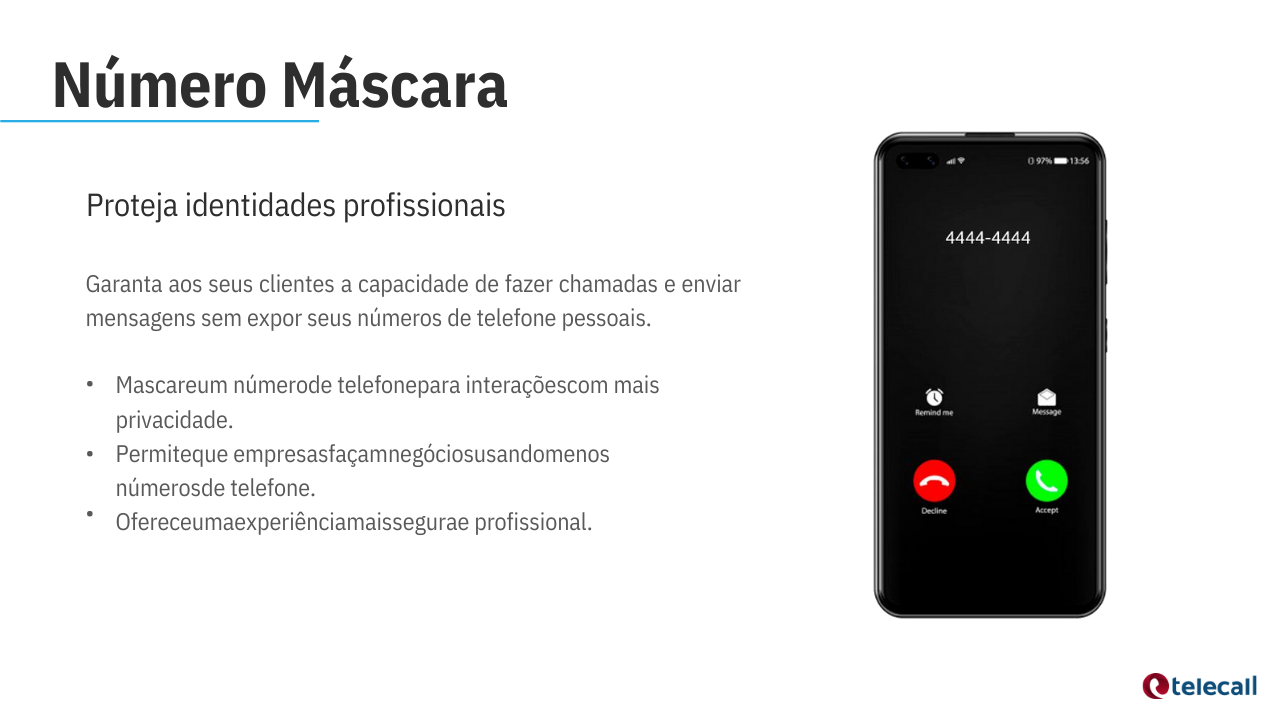 Número Máscara
Proteja identidades profissionais
Garanta aos seus clientes a capacidade de fazer chamadas e enviar
mensagens sem expor seus números de telefone pessoais.
• Mascareum númerode telefonepara interaçõescom mais
privacidade.
• Permiteque empresasfaçamnegóciosusandomenos
númerosde telefone.
• Ofereceumaexperiênciamaissegurae profissional.
97% 13:56
4444-4444
Remind me Message
Decline Accept
telecall